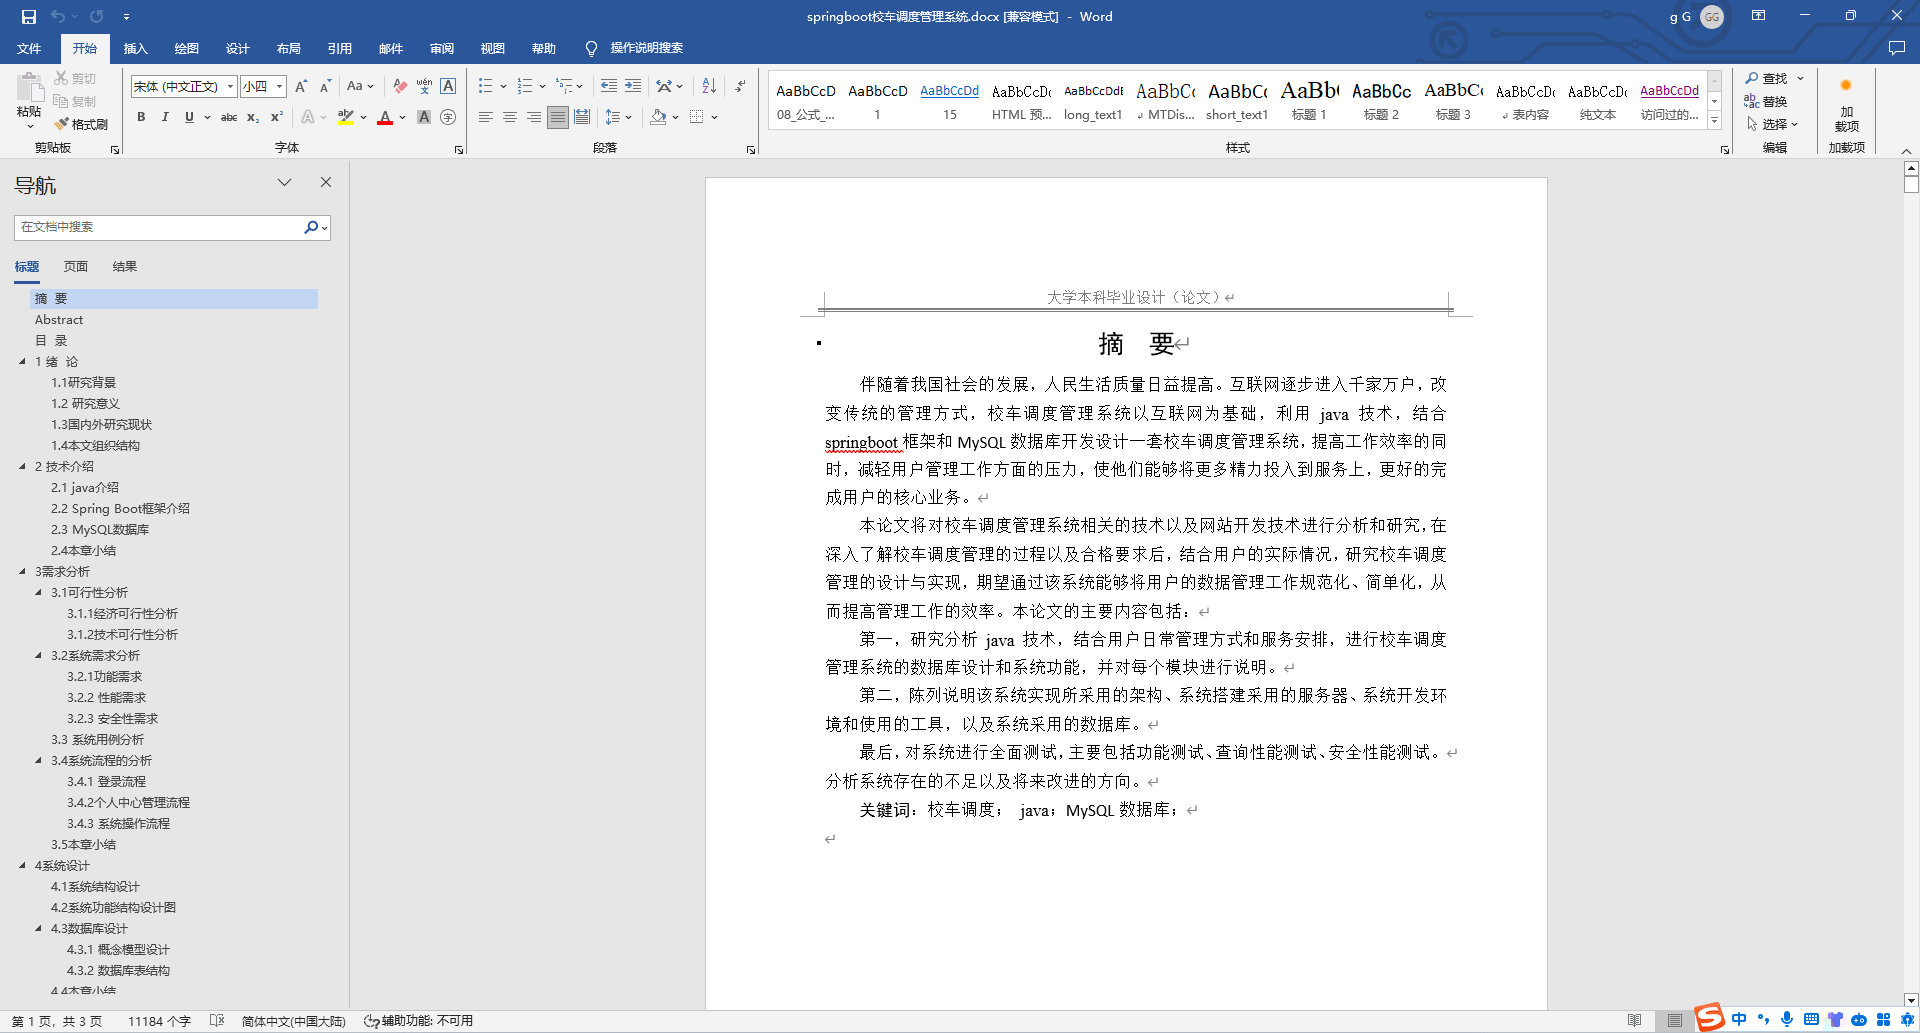 springboot校车调度管理系统.docx [兼容模式] - Word
g G
GG
文件 开始 插入 绘图 设计 布局 引用 邮件 审阅 视图 帮助 操作说明搜索
粘贴
剪切
复制
格式刷
剪贴板
宋体 (中文正文) 小四
字体
段落
AaBbCcD 08_公式_...
AaBbCcD 1
AaBbCcDd 15
AaBbCcDc HTML 预...
AaBbCcDdE long_text1
AaBbCc MTDis...
AaBbCc short_text1
AaBb 标题 1
AaBbCc 标题 2
AaBbC 标题 3
AaBbCcDc 表内容
AaBbCcDc 纯文本
AaBbCcDd 访问过的...
样式
查找
替换
选择
编辑
加
载项
加载项
导航
在文档中搜索
标题 页面 结果
摘 要
Abstract
目 录
1 绪 论
1.1研究背景
1.2 研究意义
1.3国内外研究现状
1.4本文组织结构
2 技术介绍
2.1 java介绍
2.2 Spring Boot框架介绍
2.3 MySQL数据库
2.4本章小结
3需求分析
3.1可行性分析
3.1.1经济可行性分析
3.1.2技术可行性分析
3.2系统需求分析
3.2.1功能需求
3.2.2 性能需求
3.2.3 安全性需求
3.3 系统用例分析
3.4系统流程的分析
3.4.1 登录流程
3.4.2个人中心管理流程
3.4.3 系统操作流程
3.5本章小结
4系统设计
4.1系统结构设计
4.2系统功能结构设计图
4.3数据库设计
4.3.1 概念模型设计
4.3.2 数据库表结构
4.4本章小结
大学本科毕业设计（论文）
摘 要
伴随着我国社会的发展，人民生活质量日益提高。互联网逐步进入千家万户，改
变传统的管理方式，校车调度管理系统以互联网为基础，利用 java 技术，结合
springboot 框架和 MySQL 数据库开发设计一套校车调度管理系统，提高工作效率的同
时，减轻用户管理工作方面的压力，使他们能够将更多精力投入到服务上，更好的完
成用户的核心业务。
本论文将对校车调度管理系统相关的技术以及网站开发技术进行分析和研究，在
深入了解校车调度管理的过程以及合格要求后，结合用户的实际情况，研究校车调度
管理的设计与实现，期望通过该系统能够将用户的数据管理工作规范化、简单化，从
而提高管理工作的效率。本论文的主要内容包括：
第一，研究分析 java 技术，结合用户日常管理方式和服务安排，进行校车调度
管理系统的数据库设计和系统功能，并对每个模块进行说明。
第二，陈列说明该系统实现所采用的架构、系统搭建采用的服务器、系统开发环
境和使用的工具，以及系统采用的数据库。
最后，对系统进行全面测试，主要包括功能测试、查询性能测试、安全性能测试。
分析系统存在的不足以及将来改进的方向。
关键词：校车调度； java；MySQL 数据库；
第 1 页，共 3 页 11184 个字 简体中文(中国大陆) 辅助功能: 不可用
中